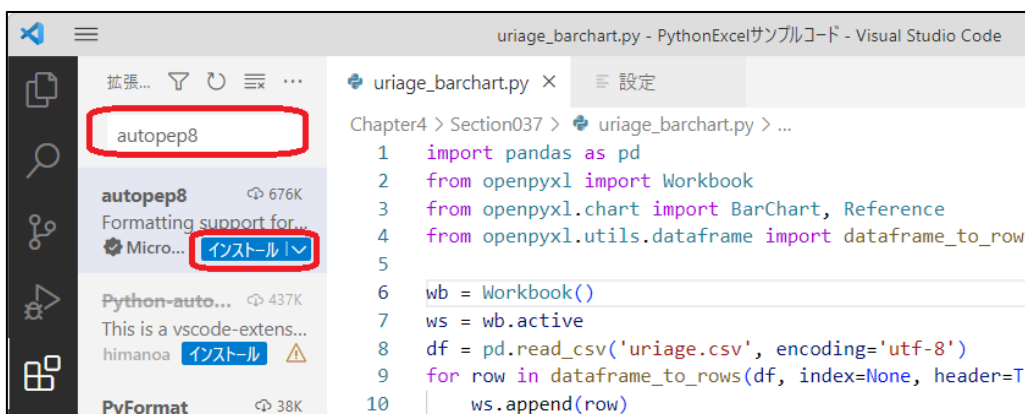 uriage_barchart.py - PythonExcelサンプルコード - Visual Studio Code
拡張...
uriage_barchart.py
設定
autopep8
Chapter4 > Section037 > uriage_barchart.py > ...
autopep8 676K
Formatting support for...
Micro... インストール
Python-auto... 437K
This is a vscode-extens...
himanoa インストール
PyFormat 38K
1 import pandas as pd
2 from openpyxl import Workbook
3 from openpyxl.chart import BarChart, Reference
4 from openpyxl.utils.dataframe import dataframe_to_row
5
6 wb = Workbook()
7 ws = wb.active
8 df = pd.read_csv('uriage.csv', encoding='utf-8')
9 for row in dataframe_to_rows(df, index=None, header=T
10 ws.append(row)